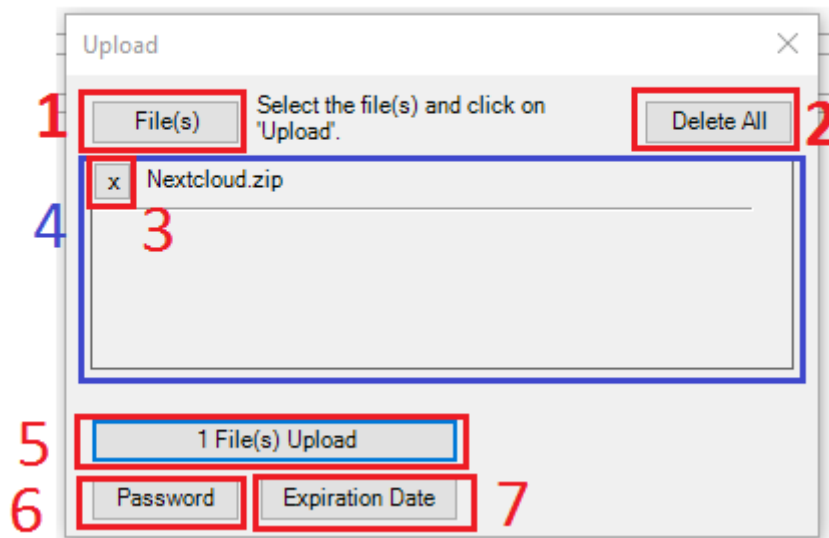 Upload
1
File(s)
Select the file(s) and click on
'Upload'.
Delete All
2
x
Nextcloud.zip
3
4
5
1 File(s) Upload
6
Password
Expiration Date
7